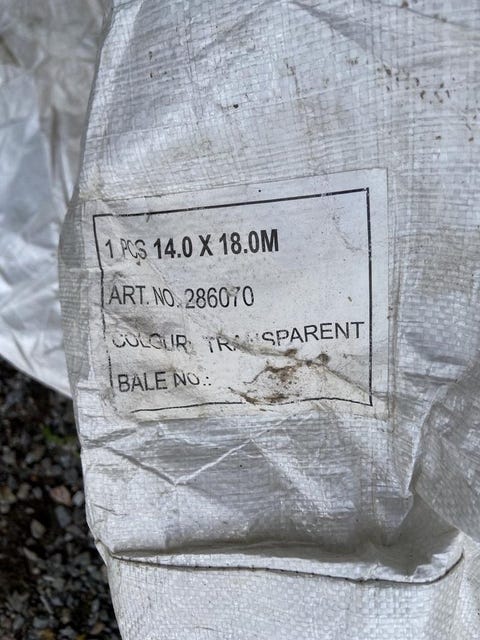 1 PCS 14.0 X 18.0M
ART. NO. 286070
COLOUR: TRANSPARENT
BALE NO.: